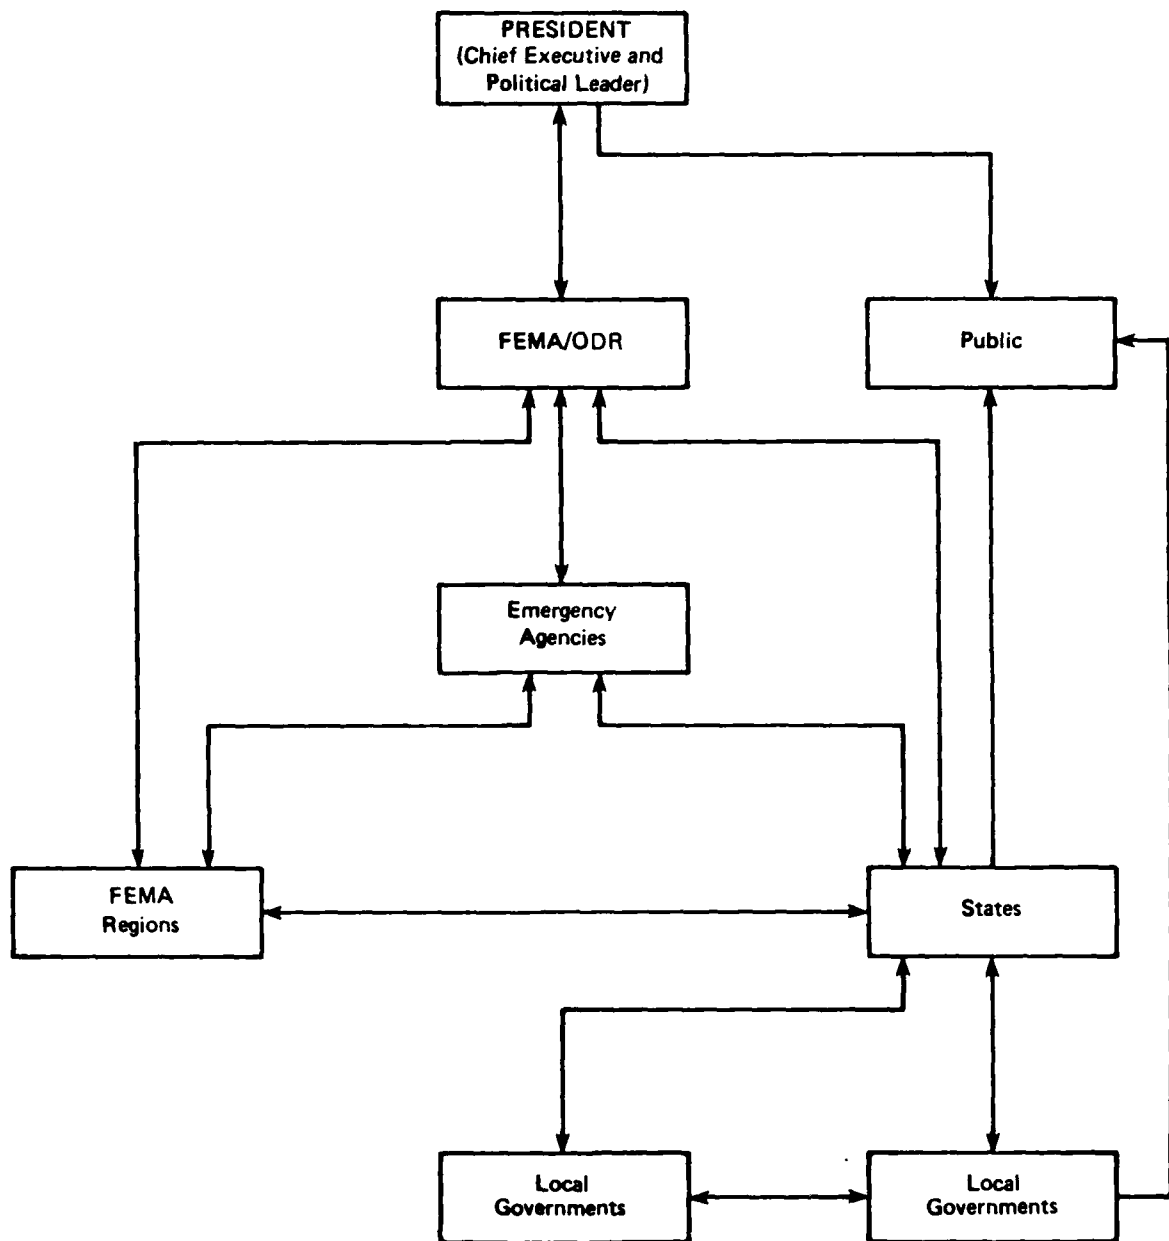 PRESIDENT
(Chief Executive and
Political Leader)
FEMA/ODR
Public
Emergency
Agencies
FEMA
Regions
States
Local
Governments
Local
Governments